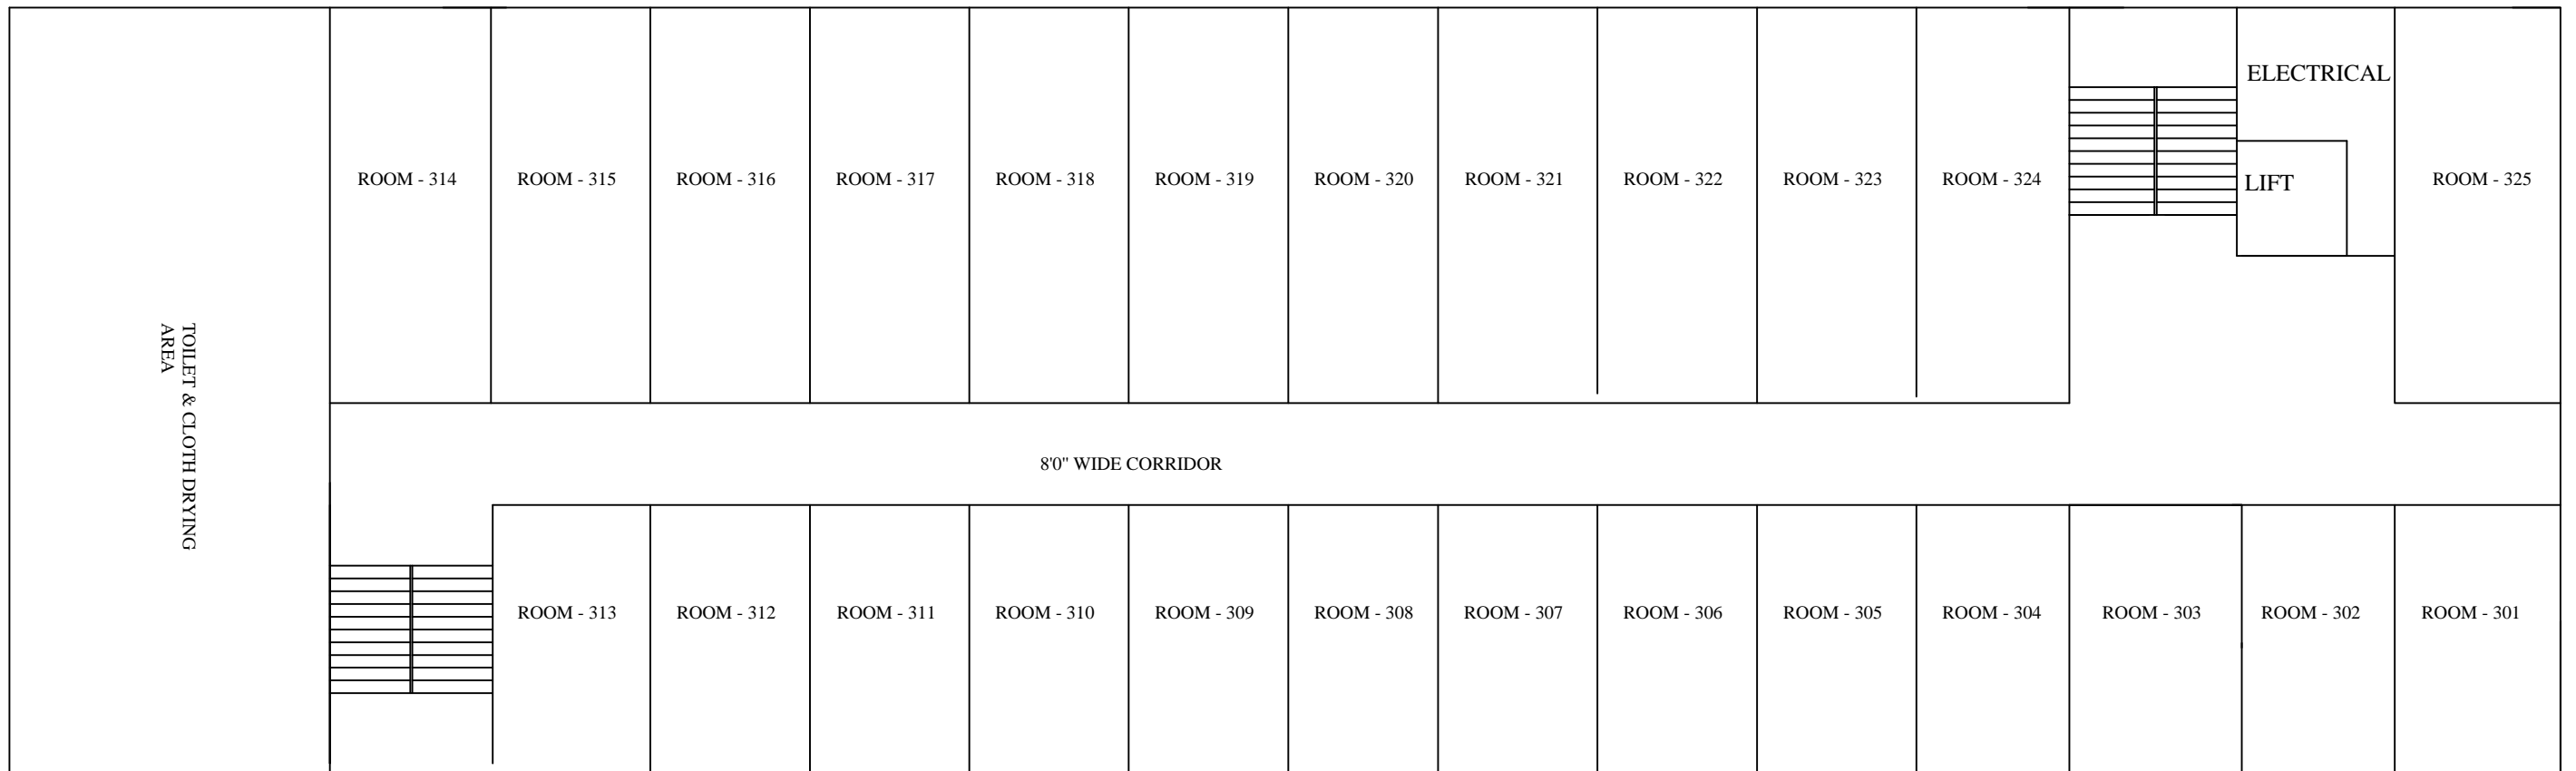 ELECTRICAL
ROOM - 314
ROOM - 315
ROOM - 316
ROOM - 317
ROOM - 318
ROOM - 319
ROOM - 320
ROOM - 321
ROOM - 322
ROOM - 323
ROOM - 324
LIFT
ROOM - 325
TOILET & CLOTH DRYING
AREA
8'0" WIDE CORRIDOR
ROOM - 313
ROOM - 312
ROOM - 311
ROOM - 310
ROOM - 309
ROOM - 308
ROOM - 307
ROOM - 306
ROOM - 305
ROOM - 304
ROOM - 303
ROOM - 302
ROOM - 301